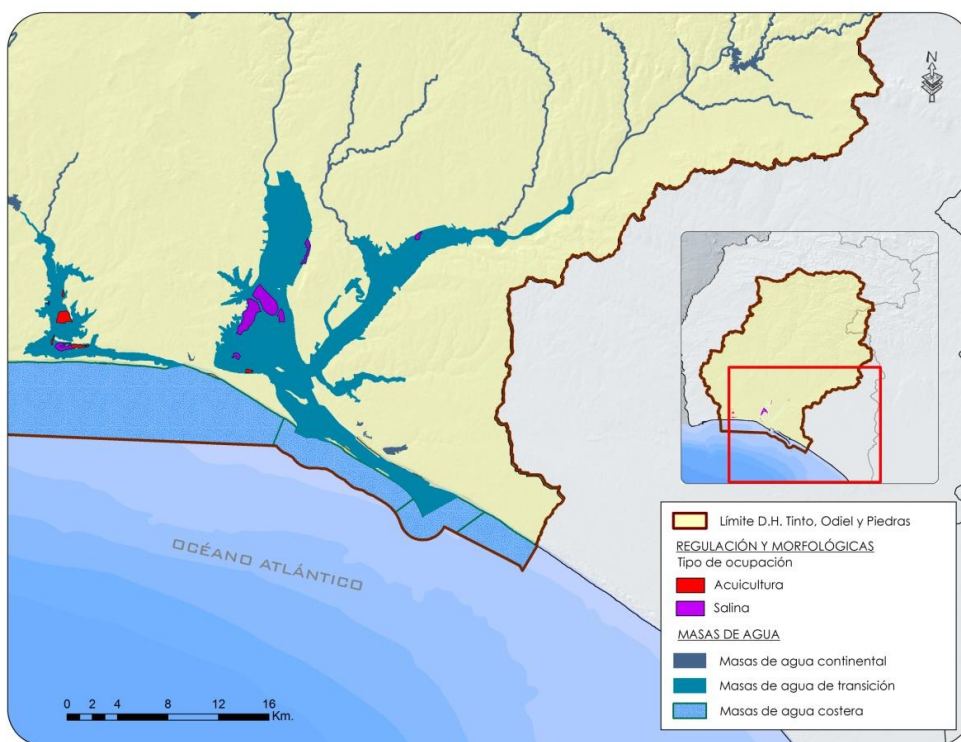 N
OCÉANO ATLÁNTICO
0 2 4 8 12 16
Km.
Límite D.H. Tinto, Odiel y Piedras
REGULACIÓN Y MORFOLÓGICAS
Tipo de ocupación
Acuicultura
Salina
MASAS DE AGUA
Masas de agua continental
Masas de agua de transición
Masas de agua costera